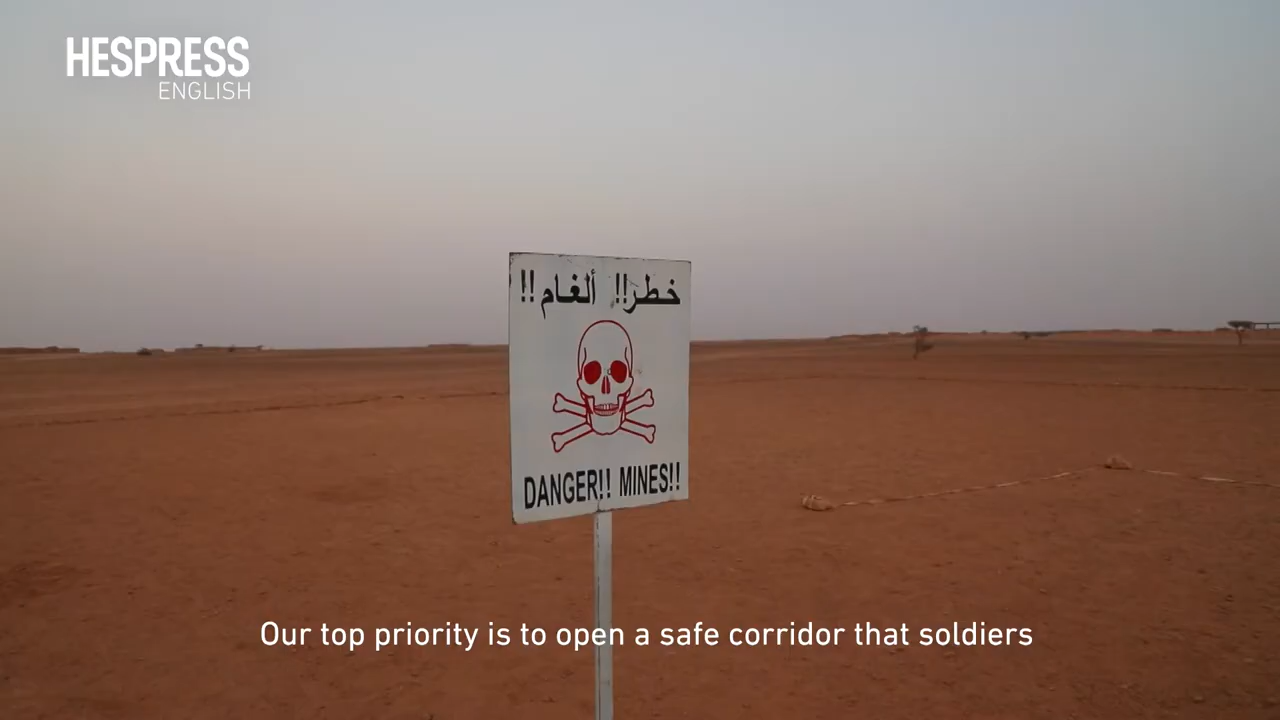 HESPRESS
ENGLISH
خطر!! ألغام!!
DANGER!! MINES!!
Our top priority is to open a safe corridor that soldiers